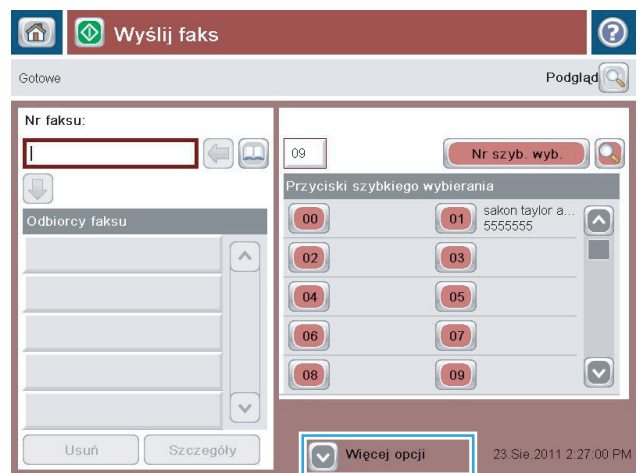 Wyślij faks
Gotowe
Podgląd
Nr faksu:
09
Nr szyb. wyb.
Przyciski szybkiego wybierania
Odbiorcy faksu
00
01
sakon taylor a...
5555555
02
03
04
05
06
07
08
09
Usuń
Szczegóły
Więcej opcji
23.Sie.2011 2:27:00 PM